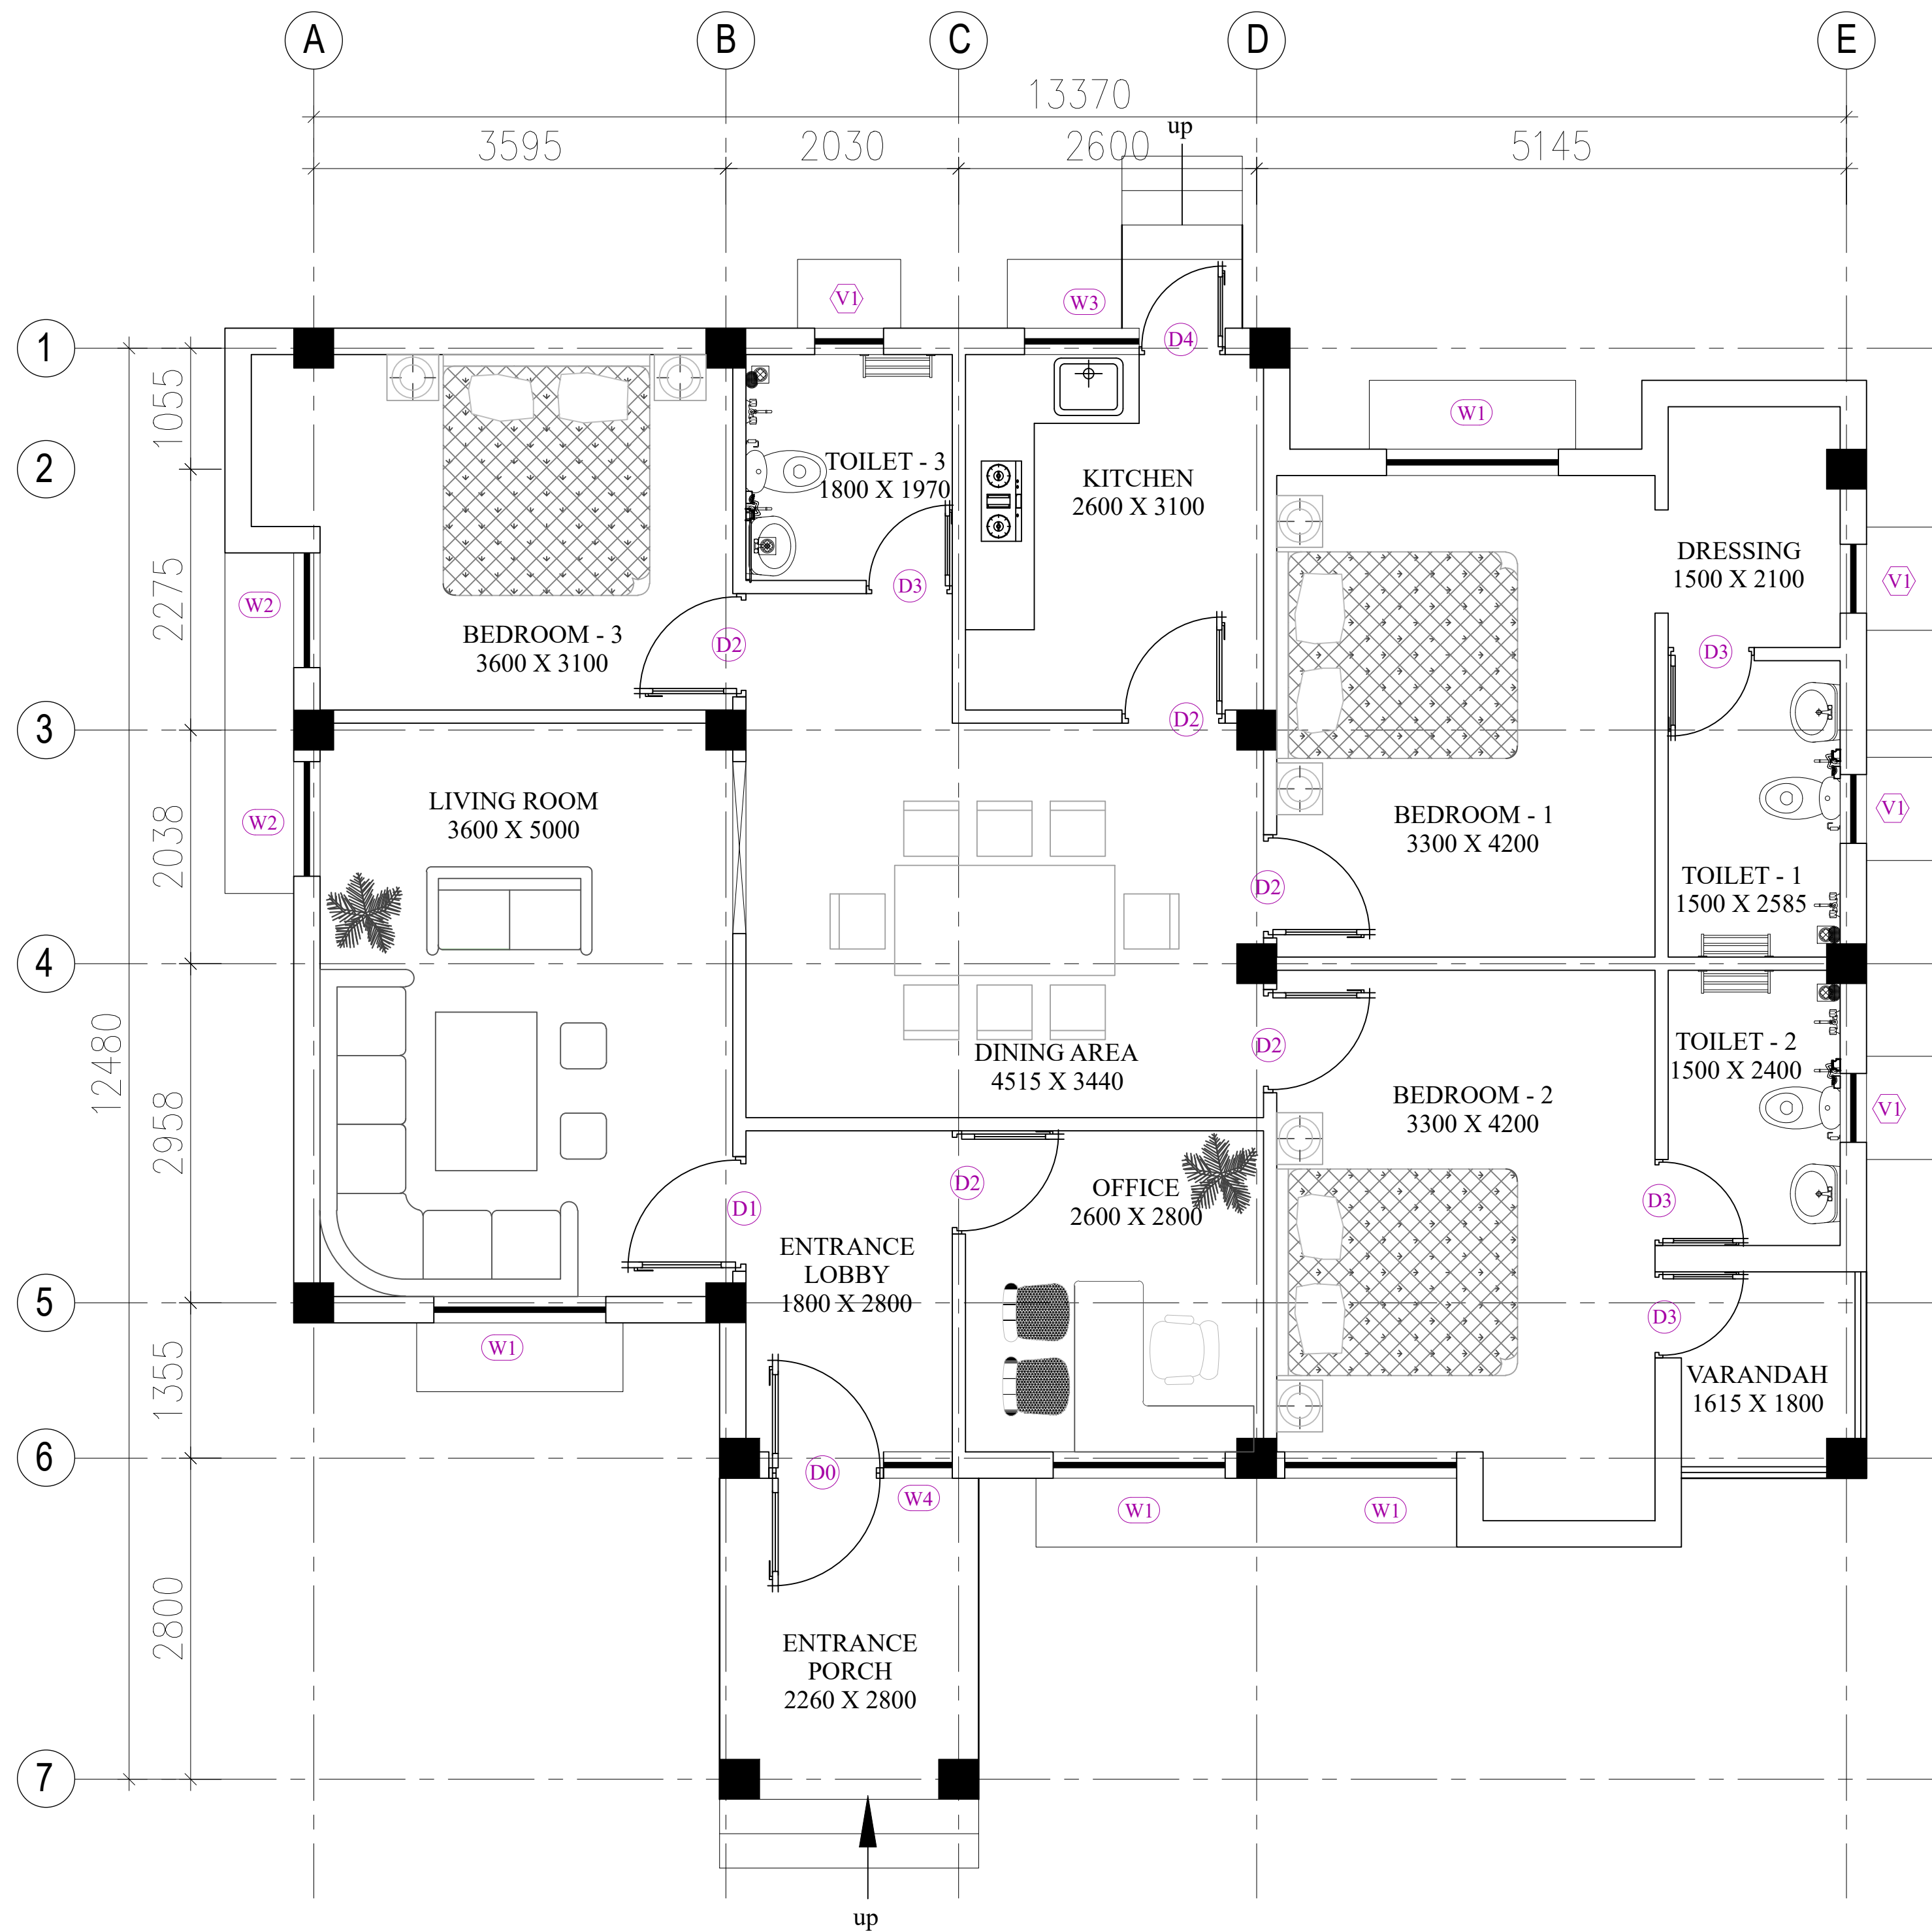 A B C D E
13370
up
3595 2030 2600 5145
V1
W3
1
D4
W1
1055
2
TOILET - 3
1800 X 1970
KITCHEN
2600 X 3100
DRESSING
1500 X 2100
2275
W2
D3
V1
BEDROOM - 3
3600 X 3100
D2
D3
3
D2
LIVING ROOM
3600 X 5000
W2
2038
BEDROOM - 1
3300 X 4200
V1
D2
TOILET - 1
1500 X 2585
4
12480
DINING AREA
4515 X 3440
D2
TOILET - 2
1500 X 2400
BEDROOM - 2
3300 X 4200
V1
2958
D1
D2
OFFICE
2600 X 2800
D3
ENTRANCE
LOBBY
1800 X 2800
5
D3
W1
1355
VARANDAH
1615 X 1800
6
D0
W4
W1
W1
2800
ENTRANCE
PORCH
2260 X 2800
7
up